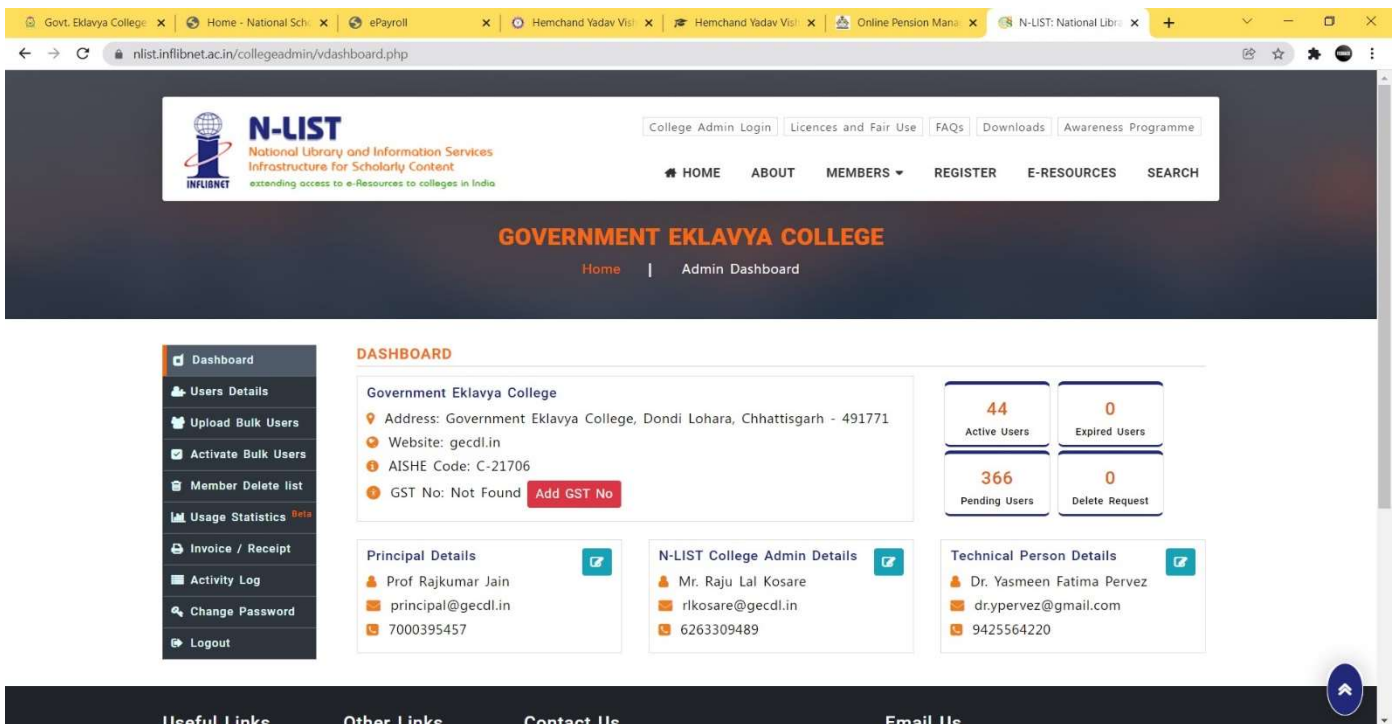 Govt. Eklavya College
Home - National Scho
ePayroll
Hemchand Yadav Vish
Hemchand Yadav Vish
Online Pension Mana
N-LIST: National Libra
nlist.inflibnet.ac.in/collegeadmin/vdashboard.php
INFLIBNET
N-LIST
National Library and Information Services
Infrastructure for Scholarly Content
extending access to e-Resources to colleges in India
College Admin Login
Licences and Fair Use
FAQs
Downloads
Awareness Programme
HOME
ABOUT
MEMBERS
REGISTER
E-RESOURCES
SEARCH
GOVERNMENT EKLAVYA COLLEGE
Home | Admin Dashboard
Dashboard
Users Details
Upload Bulk Users
Activate Bulk Users
Member Delete list
Usage Statistics Beta
Invoice / Receipt
Activity Log
Change Password
Logout
DASHBOARD
Government Eklavya College
Address: Government Eklavya College, Dondi Lohara, Chhattisgarh - 491771
Website: gecdl.in
AISHE Code: C-21706
GST No: Not Found Add GST No
44
Active Users
0
Expired Users
366
Pending Users
0
Delete Request
Principal Details
Prof Rajkumar Jain
principal@gecdl.in
7000395457
N-LIST College Admin Details
Mr. Raju Lal Kosare
rlkosare@gecdl.in
6263309489
Technical Person Details
Dr. Yasmeen Fatima Pervez
dr.ypervez@gmail.com
9425564220
Useful Links
Other Links
Contact Us
Email Us